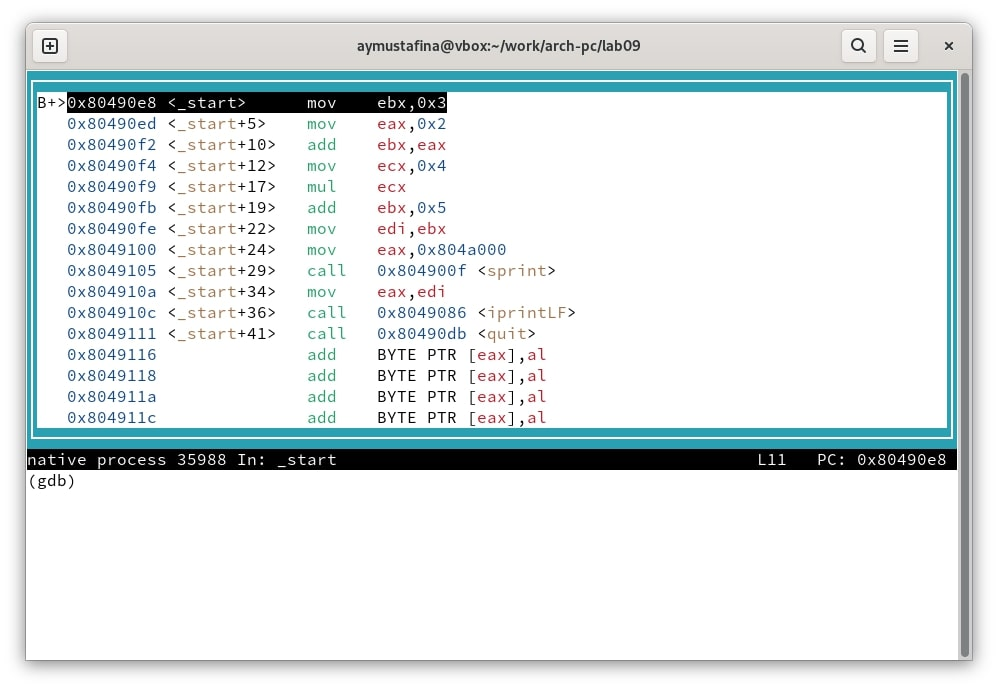 aymustafina@vbox:~/work/arch-pc/lab09
B+>0x80490e8 <_start>      mov    ebx,0x3
   0x80490ed <_start+5>    mov    eax,0x2
   0x80490f2 <_start+10>   add    ebx,eax
   0x80490f4 <_start+12>   mov    ecx,0x4
   0x80490f9 <_start+17>   mul    ecx
   0x80490fb <_start+19>   add    ebx,0x5
   0x80490fe <_start+22>   mov    edi,ebx
   0x8049100 <_start+24>   mov    eax,0x804a000
   0x8049105 <_start+29>   call   0x804900f <sprint>
   0x804910a <_start+34>   mov    eax,edi
   0x804910c <_start+36>   call   0x8049086 <iprintLF>
   0x8049111 <_start+41>   call   0x80490db <quit>
   0x8049116               add    BYTE PTR [eax],al
   0x8049118               add    BYTE PTR [eax],al
   0x804911a               add    BYTE PTR [eax],al
   0x804911c               add    BYTE PTR [eax],al
native process 35988 In: _start    L11   PC: 0x80490e8
(gdb)